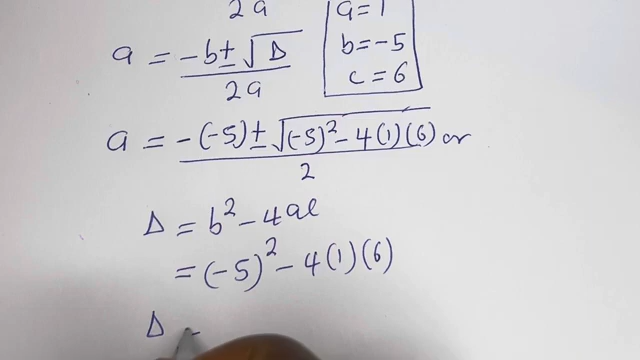 2a
a = 1
a = -b ± √Δ / 2a
b = -5
c = 6
a = -(-5) ± √(-5)² - 4(1)(6) / 2 or
Δ = b² - 4ac
= (-5)² - 4(1)(6)
Δ =